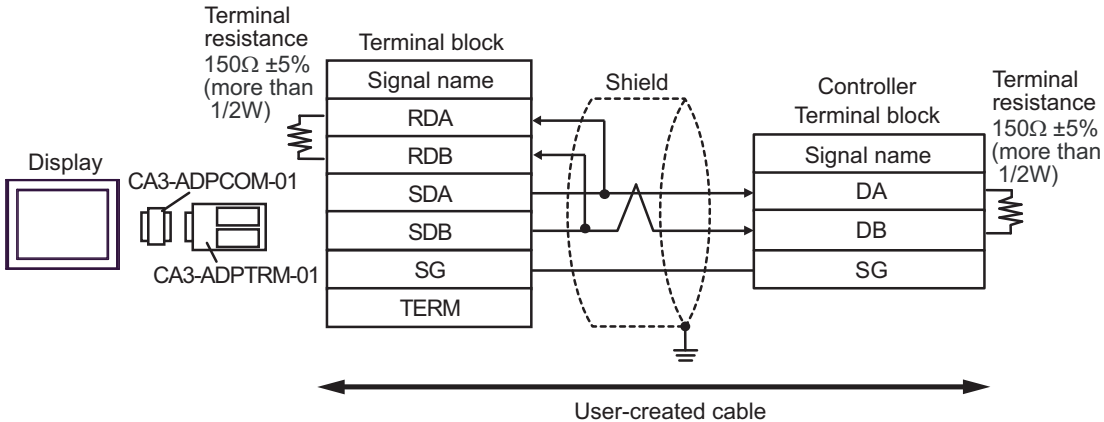 Terminal
resistance
150Ω ±5%
(more than
1/2W)
Terminal block
Signal name
RDA
RDB
SDA
SDB
SG
TERM
Display
CA3-ADPCOM-01
CA3-ADPTRM-01
Shield
Controller
Terminal block
Signal name
DA
DB
SG
Terminal
resistance
150Ω ±5%
(more than
1/2W)
User-created cable